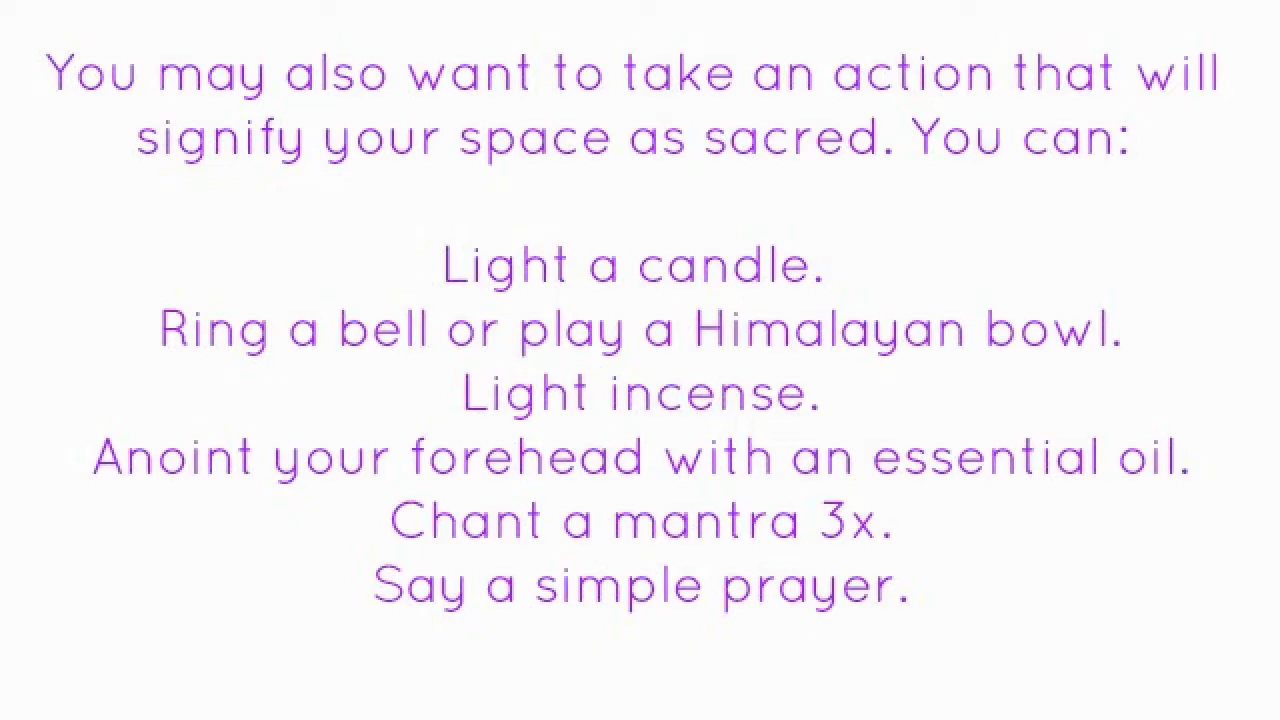 You may also want to take an action that will
signify your space as sacred. You can:
Light a candle.
Ring a bell or play a Himalayan bowl.
Light incense.
Anoint your forehead with an essential oil.
Chant a mantra 3x.
Say a simple prayer.